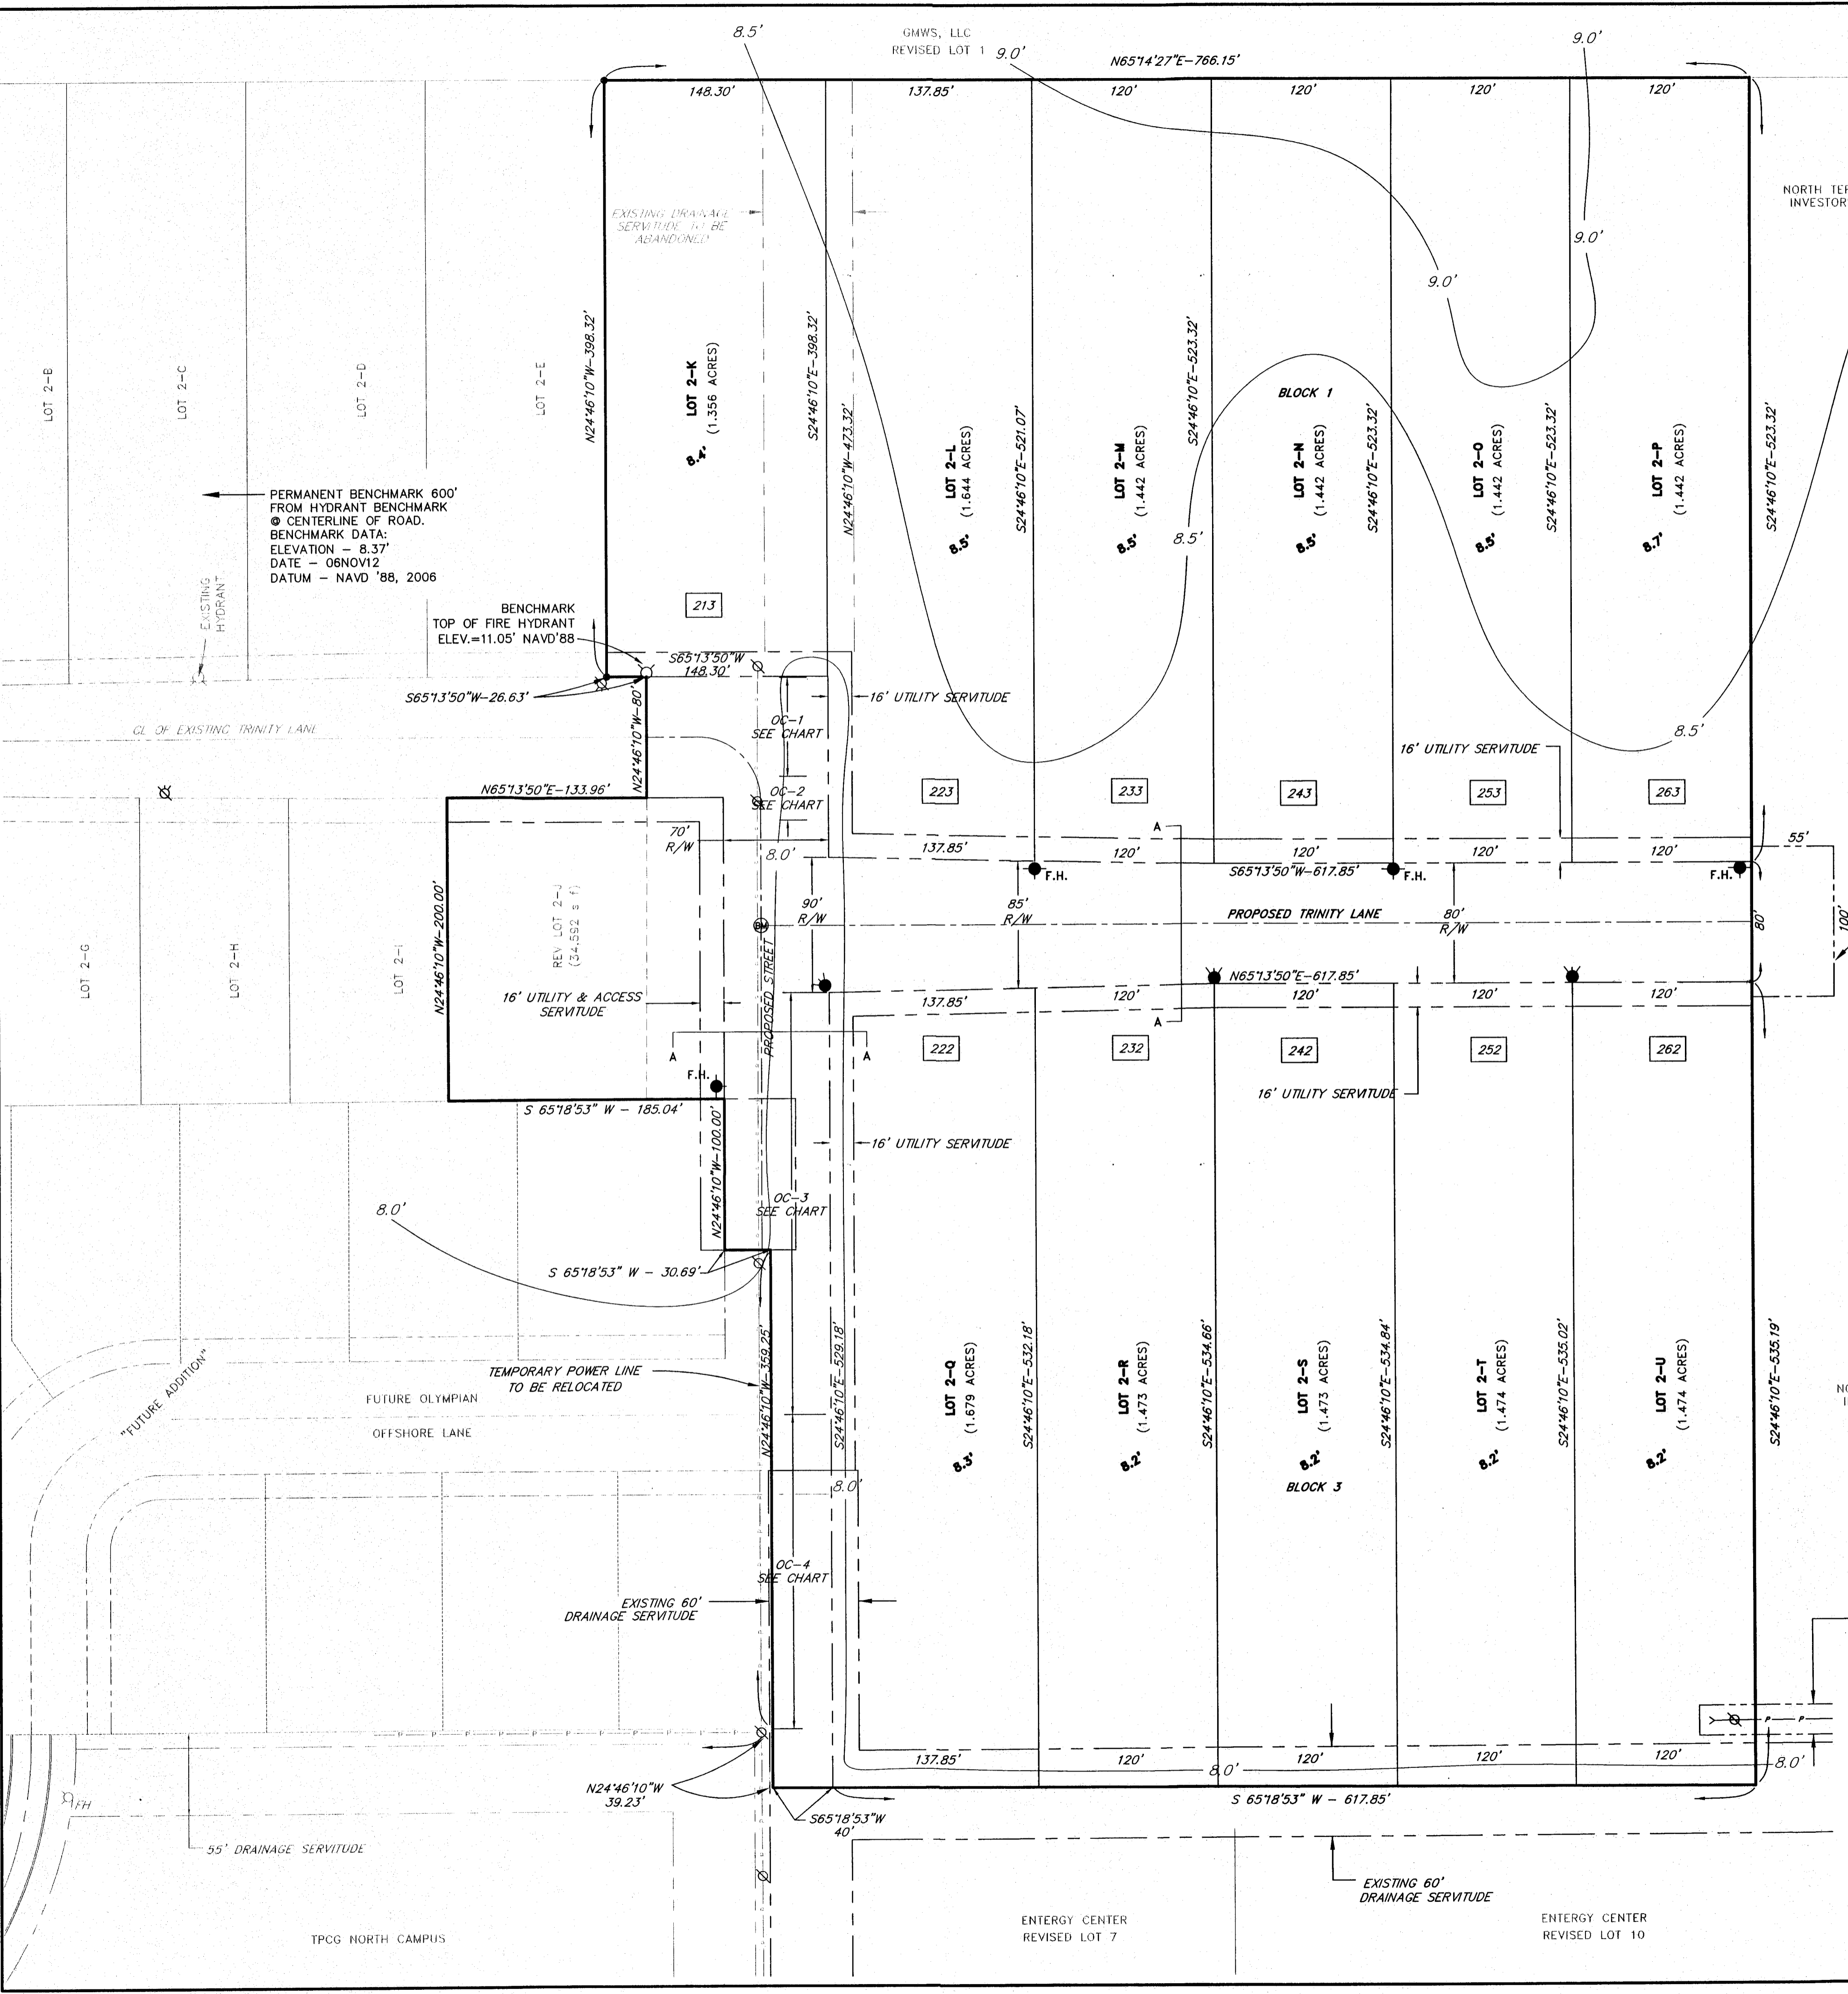 8.5'
GMWS, LLC
REVISED LOT 1
9.0'
9.0'
N65°14'27"E-766.15'
148.30'
137.85'
120'
120'
120'
120'
NORTH
EXISTING DRAINAGE
SERVITUDE TO BE
ABANDONED
9.0'
9.0'
LOT 2-B
LOT 2-C
LOT 2-D
LOT 2-E
N24°46'10"W-398.32'
LOT 2-K
(1.356 ACRES)
S24°46'10"E-398.32'
N24°46'10"W-473.32'
LOT 2-L
(1.644 ACRES)
8.5'
S24°46'10"E-521.07'
LOT 2-M
(1.442 ACRES)
8.5'
8.5'
S24°46'10"E-523.32'
BLOCK 1
LOT 2-N
(1.442 ACRES)
8.5'
S24°46'10"E-523.32'
LOT 2-O
(1.442 ACRES)
8.5'
S24°46'10"E-523.32'
LOT 2-P
(1.442 ACRES)
8.7'
S24°46'10"E-523.32'
PERMANENT BENCHMARK 600'
FROM HYDRANT BENCHMARK
@ CENTERLINE OF ROAD.
BENCHMARK DATA:
ELEVATION - 8.37'
DATE - 06NOV12
DATUM - NAVD '88, 2006
EXISTING
HYDRANT
BENCHMARK
TOP OF FIRE HYDRANT
ELEV.=11.05' NAVD'88
213
S65°13'50"W
148.30'
S65°13'50"W-26.63'
16' UTILITY SERVITUDE
CL OF EXISTING TRINITY LANE
N24°46'10"W-80'
OC-1
SEE CHART
8.5'
16' UTILITY SERVITUDE
N65°13'50"E-133.96'
OC-2
SEE CHART
223
233
243
253
263
70'
R/W
8.0'
A
137.85'
120'
120'
120'
120'
55'
F.H.
S65°13'50"W-617.85'
F.H.
F.H.
REV LOT 2-J
(34,592 s f)
90'
R/W
85'
R/W
PROPOSED TRINITY LANE
80'
R/W
80'
100'
BM
PROPOSED STREET
N24°46'10"W-200.00'
LOT 2-G
LOT 2-H
LOT 2-I
N65°13'50"E-617.85'
16' UTILITY & ACCESS
SERVITUDE
137.85'
120'
120'
120'
120'
A
A
A
222
232
242
252
262
F.H.
16' UTILITY SERVITUDE
S 65°18'53" W - 185.04'
N24°46'10"W-100.00'
16' UTILITY SERVITUDE
OC-3
SEE CHART
8.0'
S 65°18'53" W - 30.69'
N24°46'10"W-359.25'
S24°46'10"E-529.18'
LOT 2-Q
(1.679 ACRES)
8.3'
S24°46'10"E-532.18'
LOT 2-R
(1.473 ACRES)
8.2'
S24°46'10"E-534.66'
LOT 2-S
(1.473 ACRES)
8.2'
BLOCK 3
S24°46'10"E-534.84'
LOT 2-T
(1.474 ACRES)
8.2'
S24°46'10"E-535.02'
LOT 2-U
(1.474 ACRES)
8.2'
S24°46'10"E-535.19'
"FUTURE ADDITION"
TEMPORARY POWER LINE
TO BE RELOCATED
FUTURE OLYMPIAN
OFFSHORE LANE
8.0'
OC-4
SEE CHART
EXISTING 60'
DRAINAGE SERVITUDE
P P P P P P P P P P P
P P
137.85'
120'
120'
120'
120'
8.0'
8.0'
N24°46'10"W
39.23'
S65°18'53"W
40'
S 65°18'53" W - 617.85'
FH
55' DRAINAGE SERVITUDE
EXISTING 60'
DRAINAGE SERVITUDE
TPCG NORTH CAMPUS
ENTERGY CENTER
REVISED LOT 7
ENTERGY CENTER
REVISED LOT 10